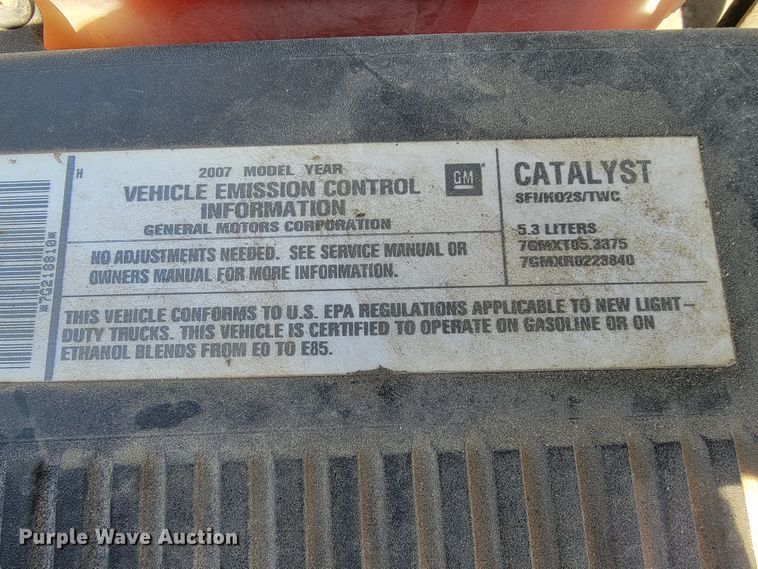 *7G218810*
H
2007 MODEL YEAR
VEHICLE EMISSION CONTROL
INFORMATION
GENERAL MOTORS CORPORATION
GM
CATALYST
SFI/HO2S/TWC
5.3 LITERS
7GMXT05.3375
7GMXR0223840
NO ADJUSTMENTS NEEDED. SEE SERVICE MANUAL OR
OWNERS MANUAL FOR MORE INFORMATION.
THIS VEHICLE CONFORMS TO U.S. EPA REGULATIONS APPLICABLE TO NEW LIGHT-
DUTY TRUCKS. THIS VEHICLE IS CERTIFIED TO OPERATE ON GASOLINE OR ON
ETHANOL BLENDS FROM E0 TO E85.
Purple Wave Auction